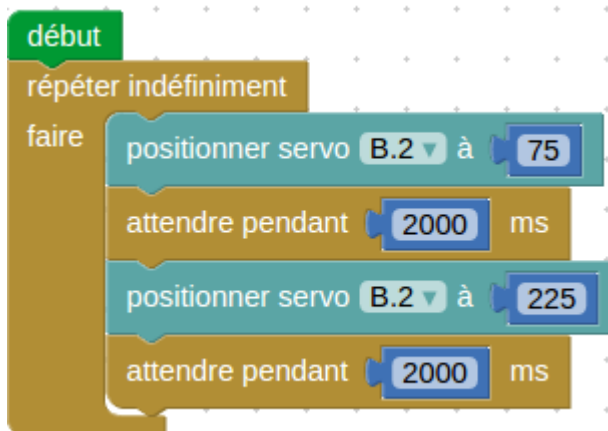 début
répéter indéfiniment
faire
positionner servo B.2 à 75
attendre pendant 2000 ms
positionner servo B.2 à 225
attendre pendant 2000 ms